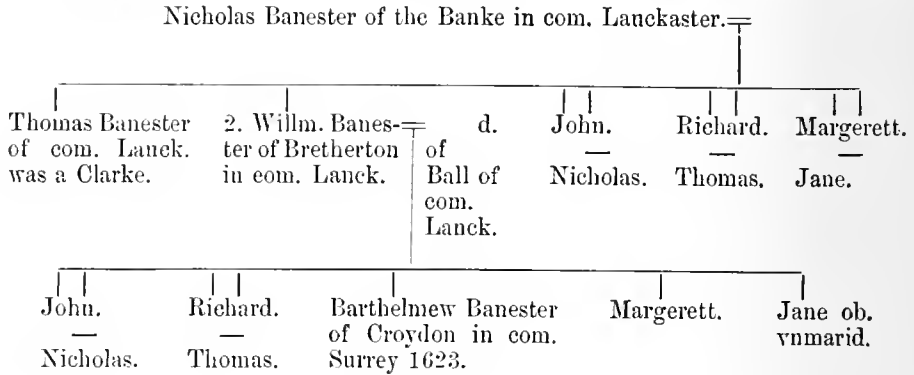 Nicholas Banester of the Banke in com. Lanckaster.
Thomas Banester
of com. Lanck.
was a Clarke.
2. Willm. Banes-
ter of Bretherton
in com. Lanck.
d.
of
Ball of
com.
Lanck.
John.
—
Nicholas.
Richard.
—
Thomas.
Margerett.
—
Jane.
John.
—
Nicholas.
Richard.
—
Thomas.
Barthelmew Banester
of Croydon in com.
Surrey 1623.
Margerett.
Jane ob.
vnmarid.